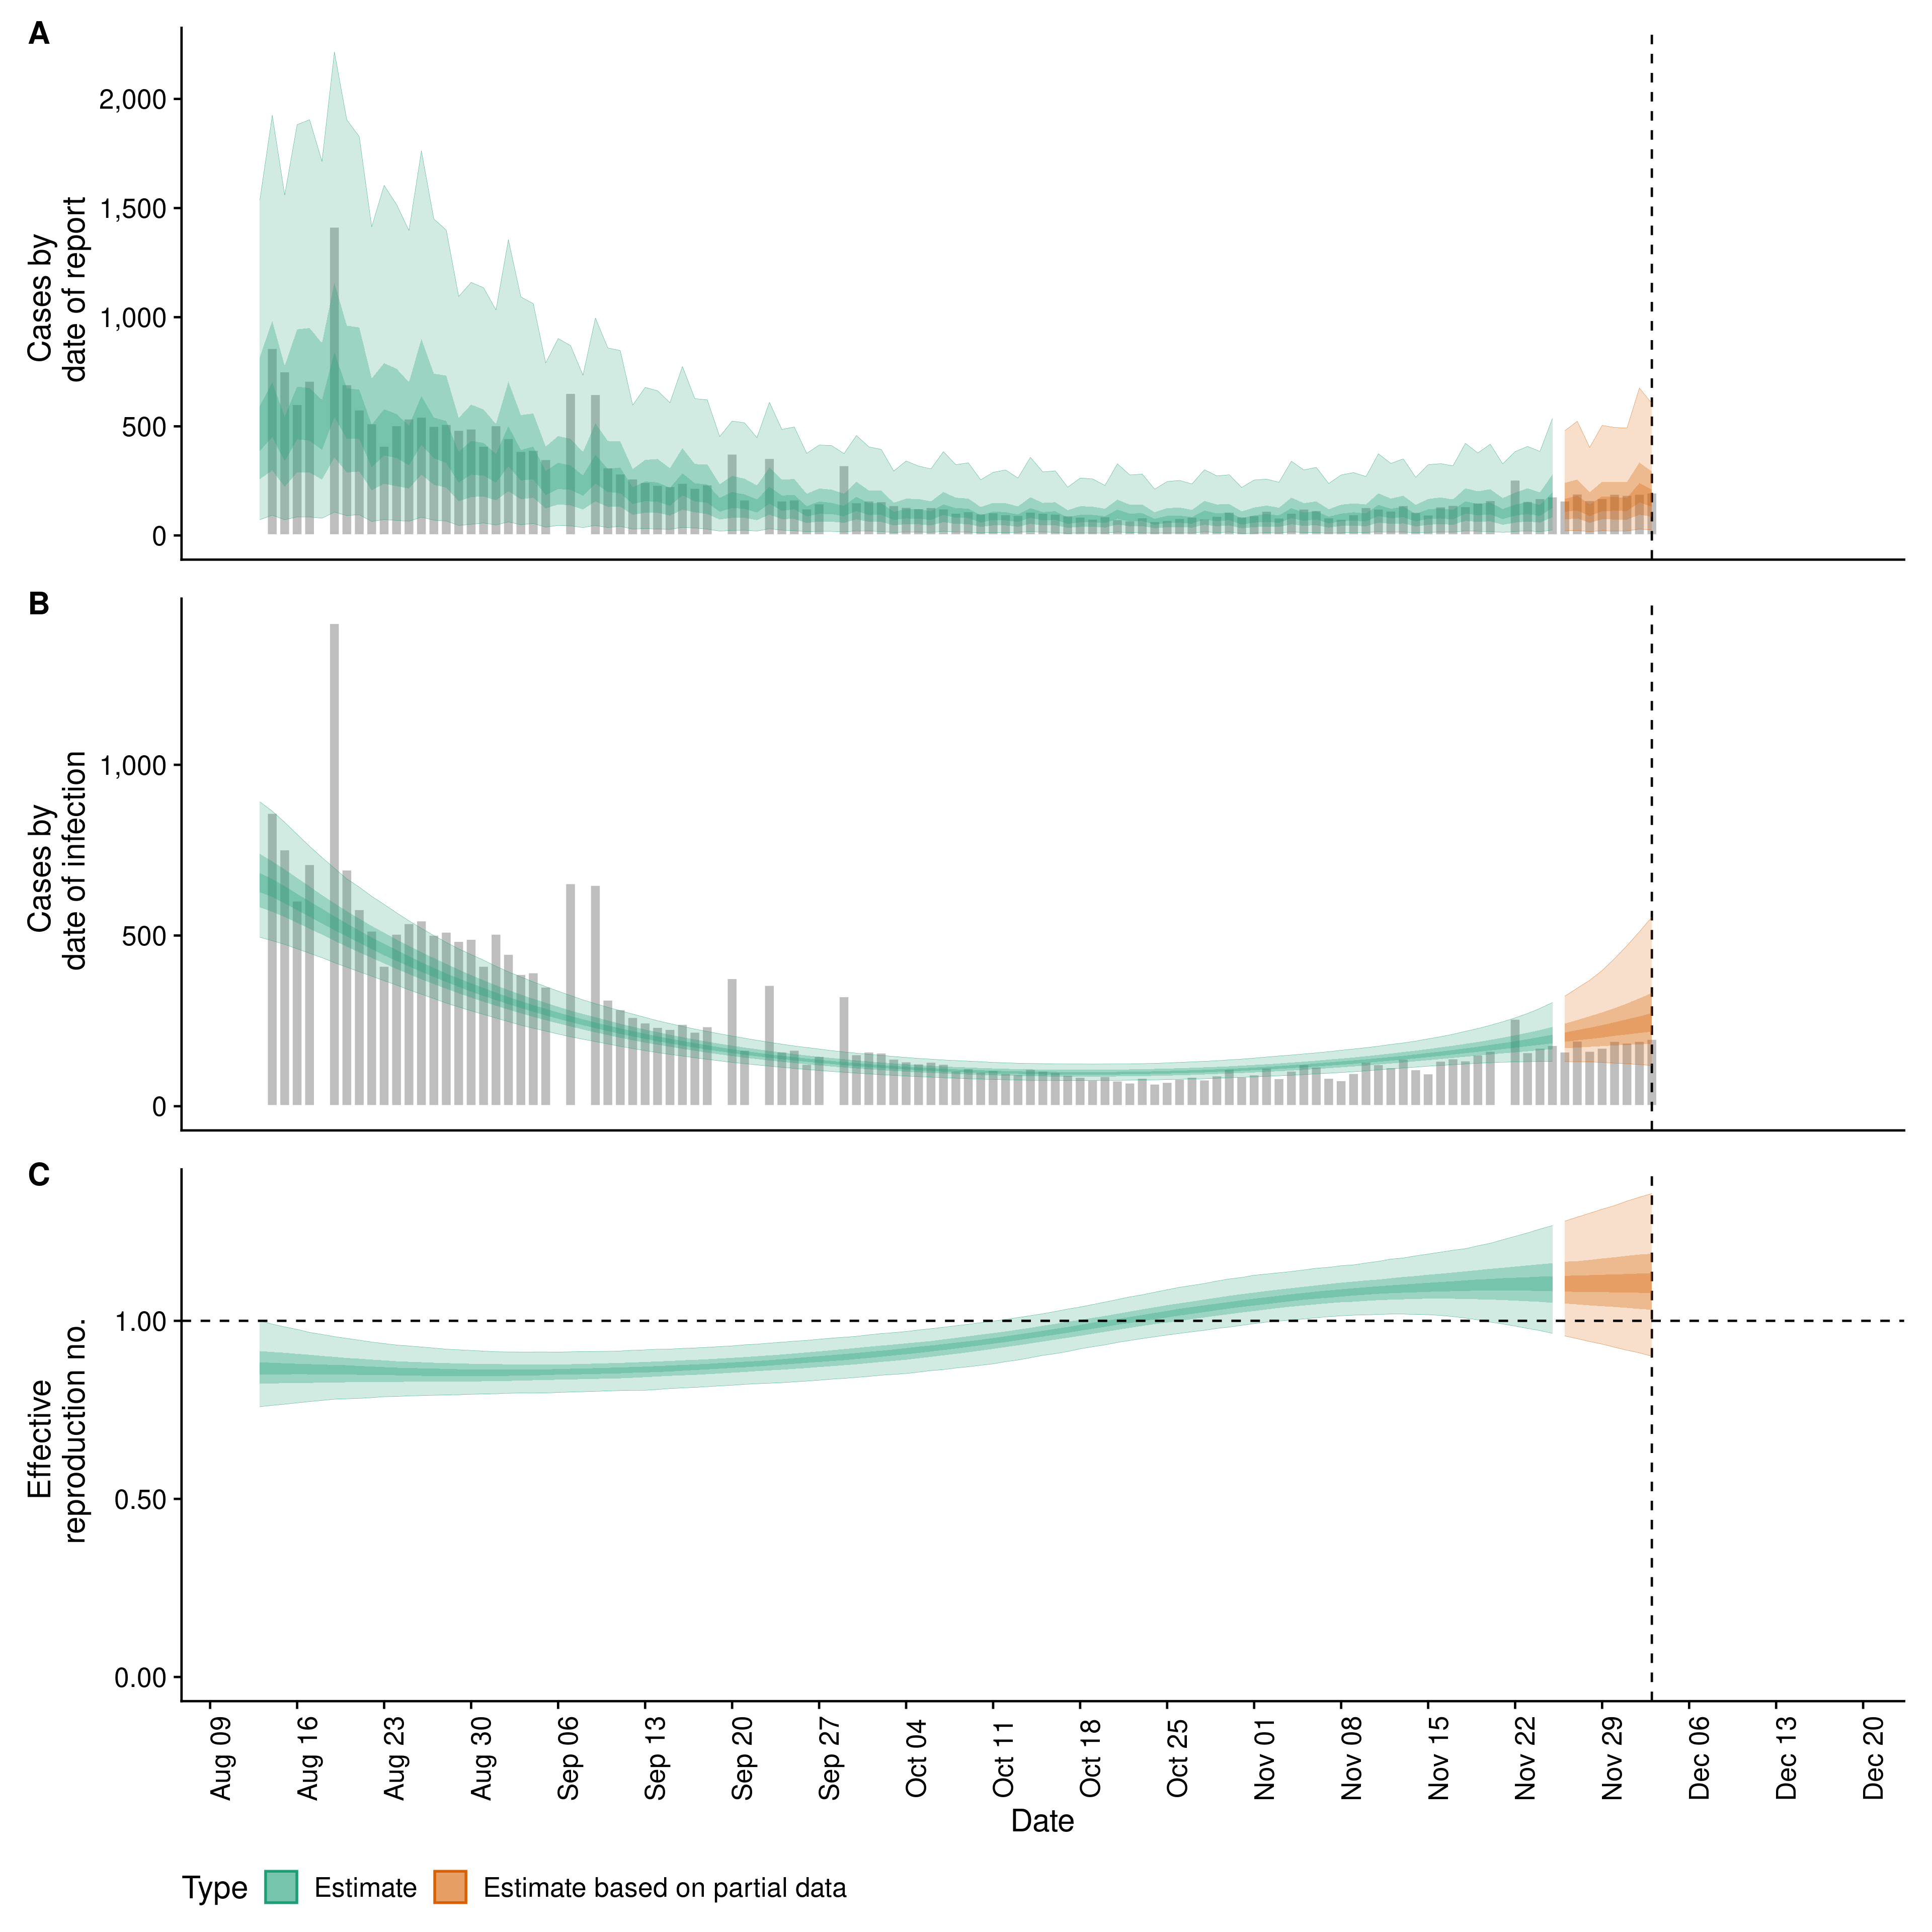 A
Cases by
date of report
2,000
1,500
1,000
500
0
B
Cases by
date of infection
1,000
500
0
C
Effective
reproduction no.
1.00
0.50
0.00
Aug 09
Aug 16
Aug 23
Aug 30
Sep 06
Sep 13
Sep 20
Sep 27
Oct 04
Oct 11
Oct 18
Oct 25
Nov 01
Nov 08
Nov 15
Nov 22
Nov 29
Dec 06
Dec 13
Dec 20
Date
Type Estimate Estimate based on partial data